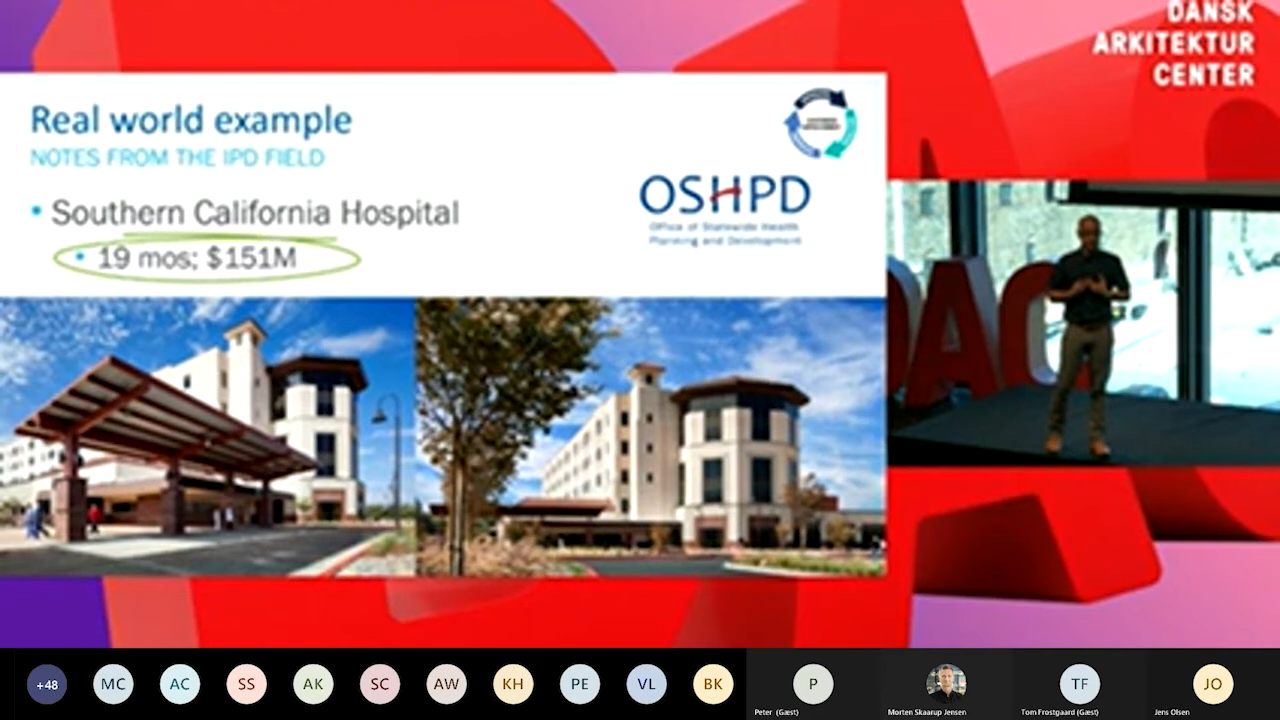 DANSK
ARKITEKTUR
CENTER
Real world example
NOTES FROM THE IPD FIELD
• Southern California Hospital
• 19 mos; $151M
OSHPD
Office of Statewide Health
Planning and Development
DAC
+48
MC
AC
SS
AK
SC
AW
KH
PE
VL
BK
P
TF
JO
Peter (Gæst)
Morten Skaarup Jensen
Tom Frostgaard (Gæst)
Jens Olsen